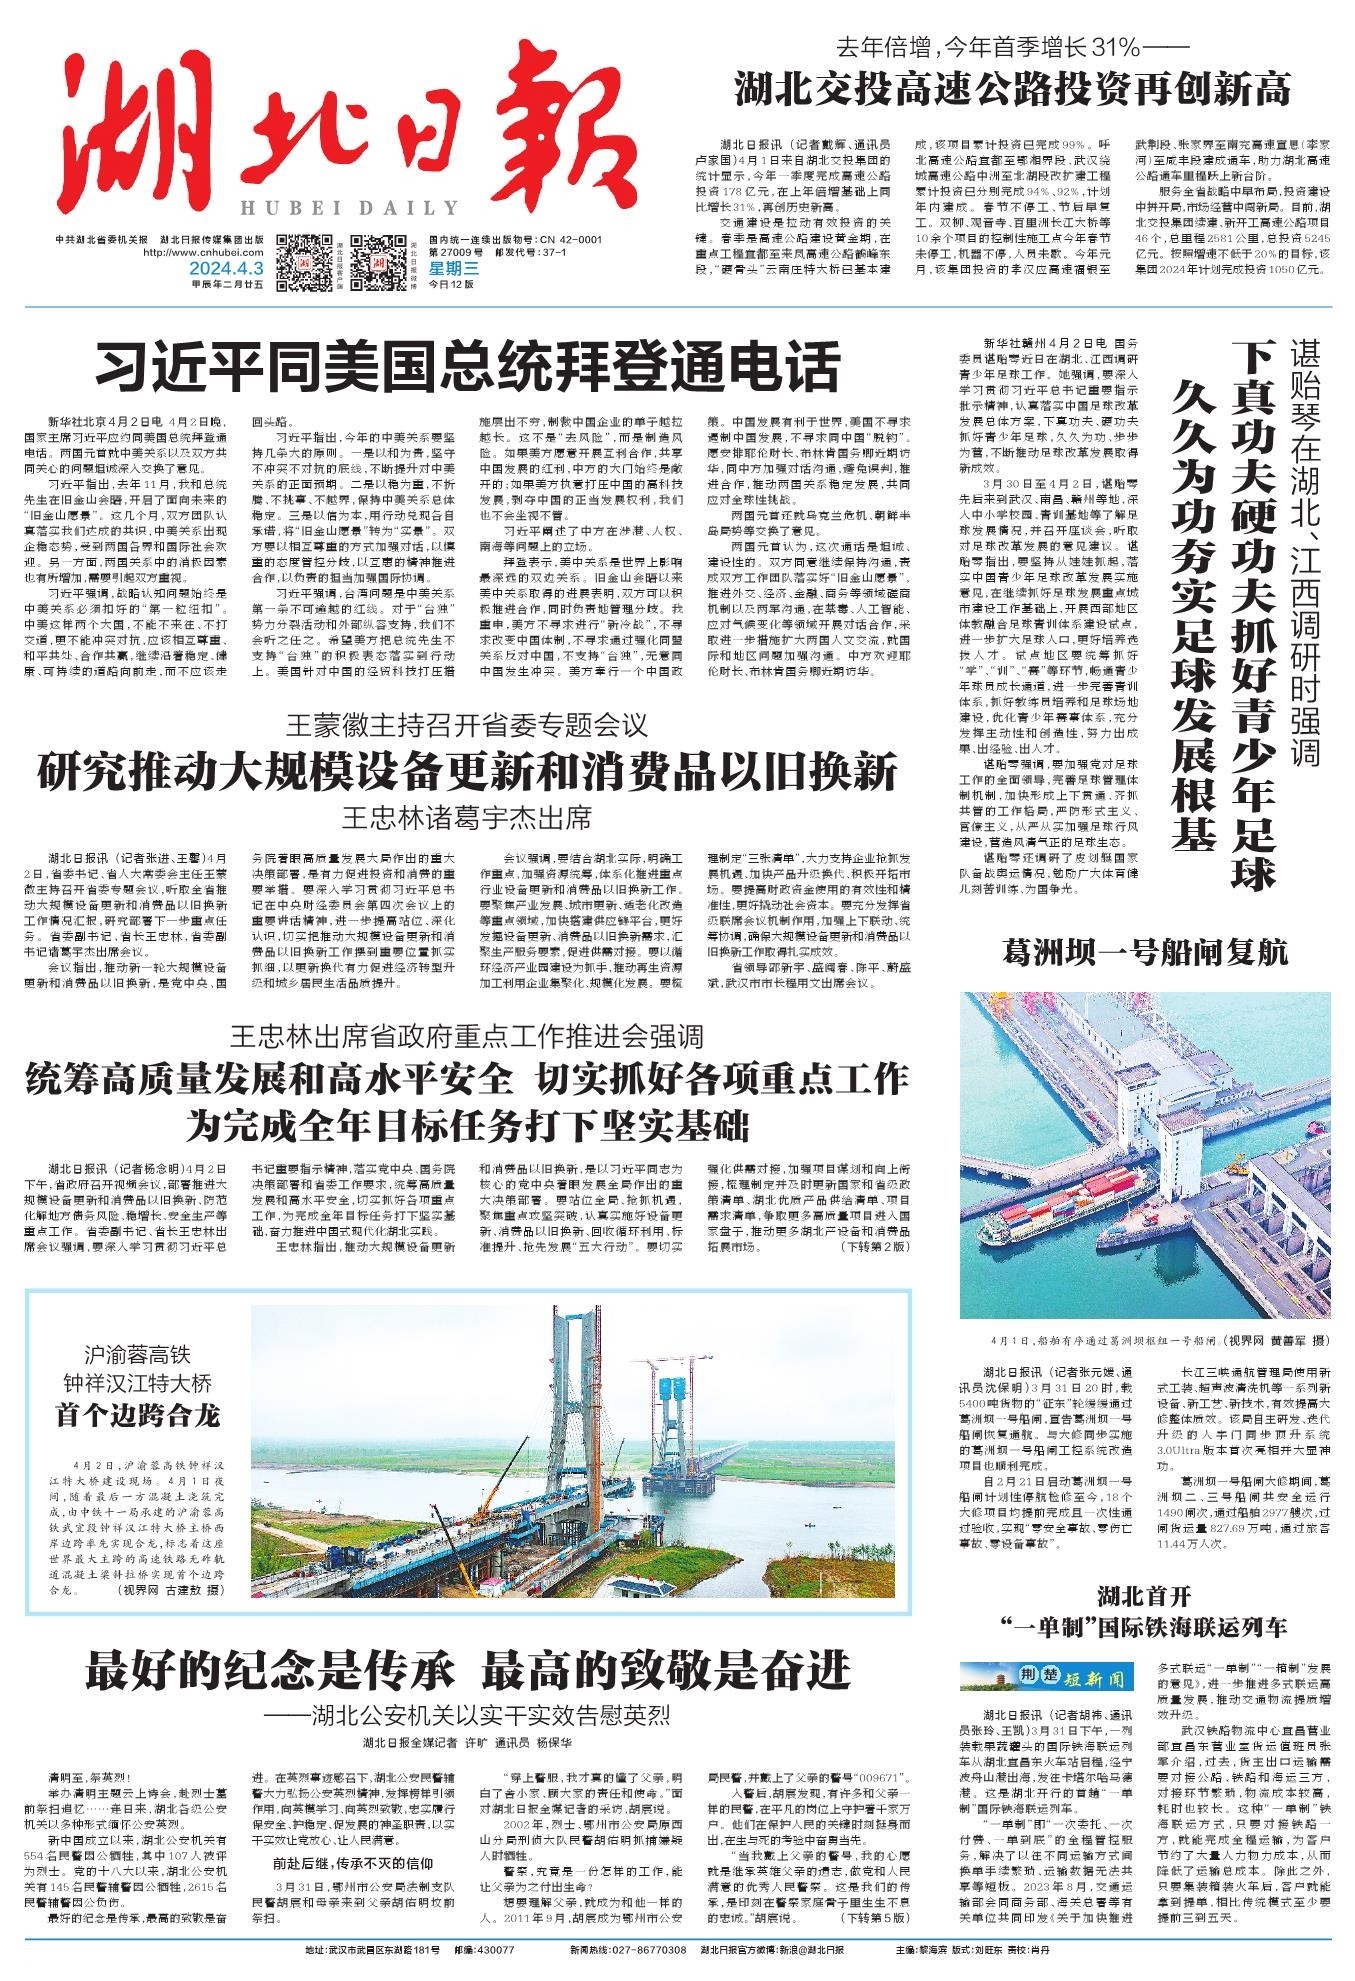 湖北日報
HUBEI DAILY
中共湖北省委机关报 湖北日报传媒集团出版
http://www.cnhubei.com
2024.4.3
甲辰年二月廿五
湖北日报客户端
湖北日报微博
国内统一连续出版物号:CN 42-0001
第27009号 邮发代号:37-1
星期三
今日12版
去年倍增,今年首季增长31%——
湖北交投高速公路投资再创新高
湖北日报讯(记者戴辉、通讯员
卢家国)4月1日来自湖北交投集团的
统计显示,今年一季度完成高速公路
投资178亿元,在上年倍增基础上同
比增长31%,再创历史新高。
交通建设是拉动有效投资的关
键。春季是高速公路建设黄金期,在
重点工程宜都至来凤高速公路鹤峰东
段,“硬骨头”云南庄特大桥已基本建
成,该项目累计投资已完成99%。呼
北高速公路宜都至鄂湘界段、武汉绕
城高速公路中洲至北湖段改扩建工程
累计投资已分别完成94%、92%,计划
年内建成。春节不停工、节后早复
工。双柳、观音寺、百里洲长江大桥等
10余个项目的控制性施工点今年春节
未停工,机器不停,人员未歇。今年元
月,该集团投资的孝汉应高速福银至
武荆段、张家界至南充高速宣恩(李家
河)至咸丰段建成通车,助力湖北高速
公路通车里程跃上新台阶。
服务全省战略中早布局,投资建设
中拼开局,市场经营中闯新局。目前,湖
北交投集团续建、新开工高速公路项目
46个,总里程2581公里,总投资5245
亿元。按照增速不低于20%的目标,该
集团2024年计划完成投资1050亿元。
习近平同美国总统拜登通电话
新华社北京4月2日电 4月2日晚,
国家主席习近平应约同美国总统拜登通
电话。两国元首就中美关系以及双方共
同关心的问题坦诚深入交换了意见。
习近平指出,去年11月,我和总统
先生在旧金山会晤,开启了面向未来的
“旧金山愿景”。这几个月,双方团队认
真落实我们达成的共识,中美关系出现
企稳态势,受到两国各界和国际社会欢
迎。另一方面,两国关系中的消极因素
也有所增加,需要引起双方重视。
习近平强调,战略认知问题始终是
中美关系必须扣好的“第一粒纽扣”。
中美这样两个大国,不能不来往、不打
交道,更不能冲突对抗,应该相互尊重、
和平共处、合作共赢,继续沿着稳定、健
康、可持续的道路向前走,而不应该走
回头路。
习近平指出,今年的中美关系要坚
持几条大的原则。一是以和为贵,坚守
不冲突不对抗的底线,不断提升对中美
关系的正面预期。二是以稳为重,不折
腾、不挑事、不越界,保持中美关系总体
稳定。三是以信为本,用行动兑现各自
承诺,将“旧金山愿景”转为“实景”。双
方要以相互尊重的方式加强对话,以慎
重的态度管控分歧,以互惠的精神推进
合作,以负责的担当加强国际协调。
习近平强调,台湾问题是中美关系
第一条不可逾越的红线。对于“台独”
势力分裂活动和外部纵容支持,我们不
会听之任之。希望美方把总统先生不
支持“台独”的积极表态落实到行动
上。美国针对中国的经贸科技打压措
施层出不穷,制裁中国企业的单子越拉
越长。这不是“去风险”,而是制造风
险。如果美方愿意开展互利合作,共享
中国发展的红利,中方的大门始终是敞
开的;如果美方执意打压中国的高科技
发展,剥夺中国的正当发展权利,我们
也不会坐视不管。
习近平阐述了中方在涉港、人权、
南海等问题上的立场。
拜登表示,美中关系是世界上影响
最深远的双边关系。旧金山会晤以来
美中关系取得的进展表明,双方可以积
极推进合作,同时负责地管理分歧。我
重申,美方不寻求进行“新冷战”,不寻
求改变中国体制,不寻求通过强化同盟
关系反对中国,不支持“台独”,无意同
中国发生冲突。美方奉行一个中国政
策。中国发展有利于世界,美国不寻求
遏制中国发展,不寻求同中国“脱钩”。
愿安排耶伦财长、布林肯国务卿近期访
华,同中方加强对话沟通,避免误判,推
进合作,推动两国关系稳定发展,共同
应对全球性挑战。
两国元首还就乌克兰危机、朝鲜半
岛局势等交换了意见。
两国元首认为,这次通话是坦诚、
建设性的。双方同意继续保持沟通,责
成双方工作团队落实好“旧金山愿景”,
推进外交、经济、金融、商务等领域磋商
机制以及两军沟通,在禁毒、人工智能、
应对气候变化等领域开展对话合作,采
取进一步措施扩大两国人文交流,就国
际和地区问题加强沟通。中方欢迎耶
伦财长、布林肯国务卿近期访华。
谌贻琴在湖北、江西调研时强调
下真功夫硬功夫抓好青少年足球
久久为功夯实足球发展根基
新华社赣州4月2日电 国务
委员谌贻琴近日在湖北、江西调研
青少年足球工作。她强调,要深入
学习贯彻习近平总书记重要指示
批示精神,认真落实中国足球改革
发展总体方案,下真功夫、硬功夫
抓好青少年足球,久久为功、步步
为营,不断推动足球改革发展取得
新成效。
3月30日至4月2日,谌贻琴
先后来到武汉、南昌、赣州等地,深
入中小学校园、青训基地等了解足
球发展情况,并召开座谈会,听取
对足球改革发展的意见建议。谌
贻琴指出,要坚持从娃娃抓起,落
实中国青少年足球改革发展实施
意见,在继续抓好足球发展重点城
市建设工作基础上,开展西部地区
体教融合足球青训体系建设试点,
进一步扩大足球人口,更好培养选
拔人才。试点地区要统筹抓好
“学”、“训”、“赛”等环节,畅通青少
年球员成长通道,进一步完善青训
体系,抓好教练员培养和足球场地
建设,优化青少年赛事体系,充分
发挥主动性和创造性,努力出成
果、出经验、出人才。
谌贻琴强调,要加强党对足球
工作的全面领导,完善足球管理体
制机制,加快形成上下贯通、齐抓
共管的工作格局,严防形式主义、
官僚主义,从严从实加强足球行风
建设,营造风清气正的足球生态。
谌贻琴还调研了皮划艇国家
队备战奥运情况,勉励广大体育健
儿刻苦训练、为国争光。
王蒙徽主持召开省委专题会议
研究推动大规模设备更新和消费品以旧换新
王忠林诸葛宇杰出席
湖北日报讯(记者张进、王馨)4月
2日,省委书记、省人大常委会主任王蒙
徽主持召开省委专题会议,听取全省推
动大规模设备更新和消费品以旧换新
工作情况汇报,研究部署下一步重点任
务。省委副书记、省长王忠林,省委副
书记诸葛宇杰出席会议。
会议指出,推动新一轮大规模设备
更新和消费品以旧换新,是党中央、国
务院着眼高质量发展大局作出的重大
决策部署,是有力促进投资和消费的重
要举措。要深入学习贯彻习近平总书
记在中央财经委员会第四次会议上的
重要讲话精神,进一步提高站位、深化
认识,切实把推动大规模设备更新和消
费品以旧换新工作摆到重要位置抓实
抓细,以更新换代有力促进经济转型升
级和城乡居民生活品质提升。
会议强调,要结合湖北实际,明确工
作重点,加强资源统筹,体系化推进重点
行业设备更新和消费品以旧换新工作。
要聚焦产业发展、城市更新、适老化改造
等重点领域,加快搭建供应链平台,更好
发掘设备更新、消费品以旧换新需求,汇
聚生产服务要素,促进供需对接。要以循
环经济产业园建设为抓手,推动再生资源
加工利用企业集聚化、规模化发展。要梳
理制定“三张清单”,大力支持企业抢抓发
展机遇,加快产品升级换代、积极开拓市
场。要提高财政资金使用的有效性和精
准性,更好撬动社会资本。要充分发挥省
级联席会议机制作用,加强上下联动、统
筹协调,确保大规模设备更新和消费品以
旧换新工作取得扎实成效。
省领导邵新宇、盛阅春、陈平、蔚盛
斌,武汉市市长程用文出席会议。
王忠林出席省政府重点工作推进会强调
统筹高质量发展和高水平安全 切实抓好各项重点工作
为完成全年目标任务打下坚实基础
湖北日报讯(记者杨念明)4月2日
下午,省政府召开视频会议,部署推进大
规模设备更新和消费品以旧换新、防范
化解地方债务风险、稳增长、安全生产等
重点工作。省委副书记、省长王忠林出
席会议强调,要深入学习贯彻习近平总
书记重要指示精神,落实党中央、国务院
决策部署和省委工作要求,统筹高质量
发展和高水平安全,切实抓好各项重点
工作,为完成全年目标任务打下坚实基
础,奋力推进中国式现代化湖北实践。
王忠林指出,推动大规模设备更新
和消费品以旧换新,是以习近平同志为
核心的党中央着眼发展全局作出的重
大决策部署。要站位全局、抢抓机遇,
聚焦重点攻坚突破,认真实施好设备更
新、消费品以旧换新、回收循环利用、标
准提升、抢先发展“五大行动”。要切实
强化供需对接,加强项目谋划和向上衔
接,梳理制定并及时更新国家和省级政
策清单、湖北优质产品供给清单、项目
需求清单,争取更多高质量项目进入国
家盘子,推动更多湖北产设备和消费品
拓展市场。 (下转第2版)
葛洲坝一号船闸复航
4月1日,船舶有序通过葛洲坝枢纽一号船闸。(视界网 黄善军 摄)
湖北日报讯(记者张元媛、通
讯员沈保明)3月31日20时,载
5400吨货物的“征东”轮缓缓通过
葛洲坝一号船闸,宣告葛洲坝一号
船闸恢复通航。与大修同步实施
的葛洲坝一号船闸工控系统改造
项目也顺利完成。
自2月21日启动葛洲坝一号
船闸计划性停航检修至今,18个
大修项目均提前完成且一次性通
过验收,实现“零安全事故、零伤亡
事故、零设备事故”。
长江三峡通航管理局使用新
式工装、超声波清洗机等一系列新
设备、新工艺、新技术,有效提高大
修整体质效。该局自主研发、迭代
升级的人字门同步顶升系统
3.0Ultra版本首次亮相并大显神
功。
葛洲坝一号船闸大修期间,葛
洲坝二、三号船闸共安全运行
1490闸次,通过船舶2977艘次,过
闸货运量827.69万吨,通过旅客
11.44万人次。
沪渝蓉高铁
钟祥汉江特大桥
首个边跨合龙
4月2日,沪渝蓉高铁钟祥汉
江特大桥建设现场。4月1日夜
间,随着最后一方混凝土浇筑完
成,由中铁十一局承建的沪渝蓉高
铁武宜段钟祥汉江特大桥主桥西
岸边跨率先实现合龙,标志着这座
世界最大主跨的高速铁路无砟轨
道混凝土梁斜拉桥实现首个边跨
合龙。 (视界网 古建敖 摄)
最好的纪念是传承 最高的致敬是奋进
——湖北公安机关以实干实效告慰英烈
湖北日报全媒记者 许旷 通讯员 杨保华
清明至,祭英烈!
举办清明主题云上诗会,赴烈士墓
前祭扫追忆……连日来,湖北各级公安
机关以多种形式缅怀公安英烈。
新中国成立以来,湖北公安机关有
554名民警因公牺牲,其中107人被评
为烈士。党的十八大以来,湖北公安机
关有145名民警辅警因公牺牲,2615名
民警辅警因公负伤。
最好的纪念是传承,最高的致敬是奋
进。在英烈事迹感召下,湖北公安民警辅
警大力弘扬公安英烈精神,发挥榜样引领
作用,向英模学习、向英烈致敬,忠实履行
保安全、护稳定、促发展的神圣职责,以实
干实效让党放心、让人民满意。
前赴后继,传承不灭的信仰
3月31日,鄂州市公安局法制支队
民警胡宸和母亲来到父亲胡佑明坟前
祭扫。
“穿上警服,我才真的懂了父亲,明
白了舍小家、顾大家的责任和使命。”面
对湖北日报全媒记者的采访,胡宸说。
2002年,烈士、鄂州市公安局原西
山分局刑侦大队民警胡佑明抓捕嫌疑
人时牺牲。
警察,究竟是一份怎样的工作,能
让父亲为之付出生命?
想要理解父亲,就成为和他一样的
人。2011年9月,胡宸成为鄂州市公安
局民警,并戴上了父亲的警号“009671”。
入警后,胡宸发现,有许多和父亲一
样的民警,在平凡的岗位上守护着千家万
户。他们在保护人民的关键时刻挺身而
出,在生与死的考验中奋勇当先。
“当我戴上父亲的警号,我的心愿
就是继承英雄父亲的遗志,做党和人民
满意的优秀人民警察。这是我们的传
承,是印刻在警察家庭骨子里生生不息
的忠诚。”胡宸说。 (下转第5版)
湖北首开
“一单制”国际铁海联运列车
荆楚短新闻
湖北日报讯(记者胡祎、通讯
员张玲、王凯)3月31日下午,一列
装载果蔬罐头的国际铁海联运列
车从湖北宜昌东火车站启程,经宁
波舟山港出海,发往卡塔尔哈马德
港。这是湖北开行的首趟“一单
制”国际铁海联运列车。
“一单制”即“一次委托、一次
付费、一单到底”的全程管控服
务,解决了以往不同运输方式间
换单手续繁琐、运输数据无法共
享等短板。2023年8月,交通运
输部会同商务部、海关总署等有
关单位共同印发《关于加快推进
多式联运“一单制”“一箱制”发展
的意见》,进一步推进多式联运高
质量发展,推动交通物流提质增
效升级。
武汉铁路物流中心宜昌营业
部宜昌东营业室货运值班员张
军介绍,过去,货主出口运输需
要对接公路、铁路和海运三方,
对接环节繁琐,物流成本较高,
耗时也较长。这种“一单制”铁
海联运方式,只要对接铁路一
方,就能完成全程运输,为客户
节约了大量人力物力成本,从而
降低了运输总成本。除此之外,
只要集装箱装火车后,客户就能
拿到提单,相比传统模式至少要
提前三到五天。
地址:武汉市武昌区东湖路181号 邮编:430077 新闻热线:027-86770308 湖北日报官方微博:新浪@湖北日报 主编:黎海滨 版式:刘旺东 责校:肖丹